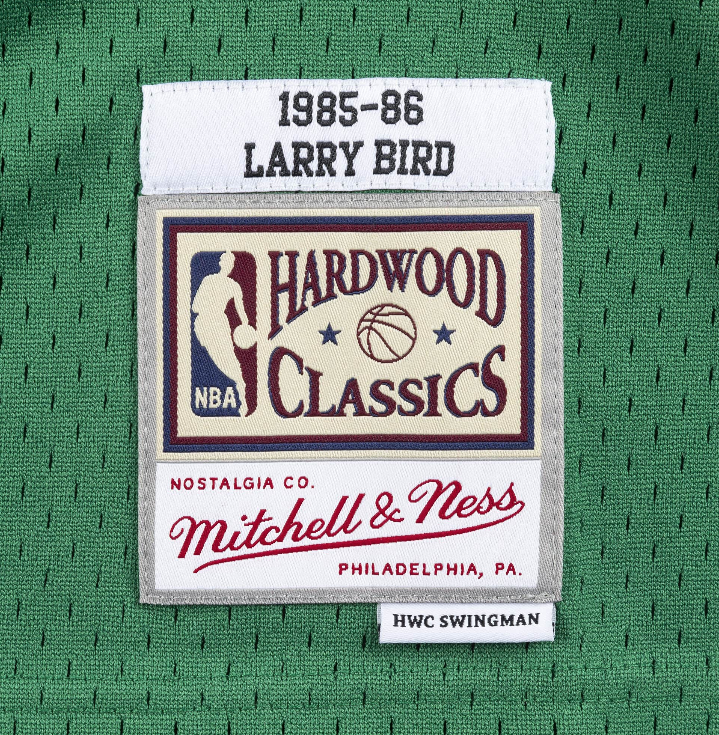 1985-86
LARRY BIRD
HARDWOOD
CLASSICS
NBA
NOSTALGIA CO.
Mitchell & Ness
PHILADELPHIA, PA.
HWC SWINGMAN